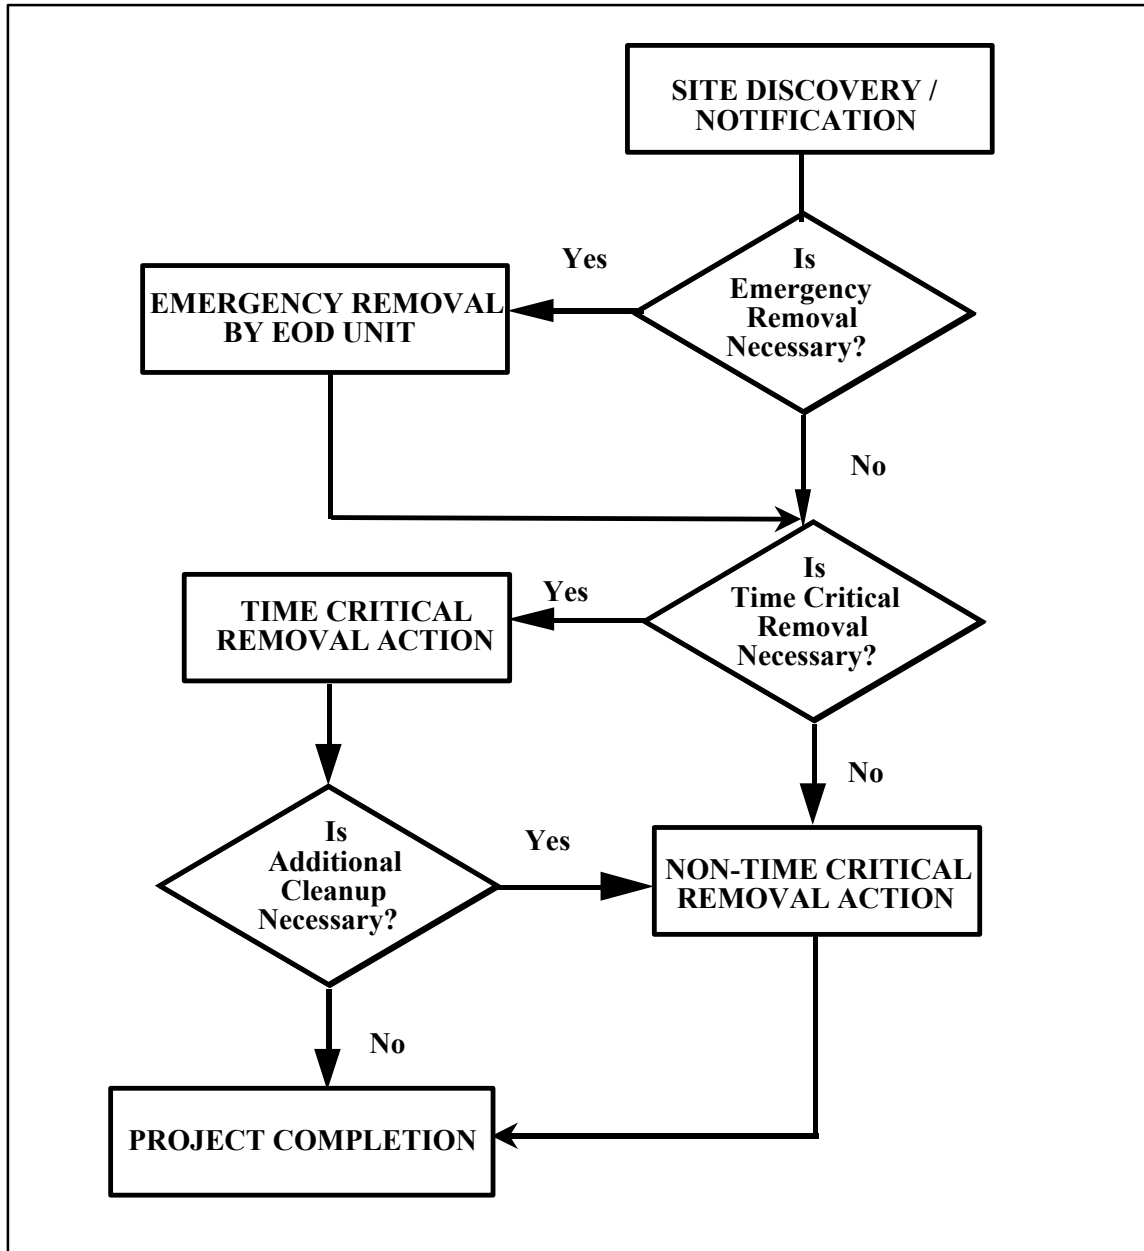 SITE DISCOVERY /
NOTIFICATION
Yes
Is
Emergency
Removal
Necessary?
EMERGENCY REMOVAL
BY EOD UNIT
No
Is
Time Critical
Removal
Necessary?
Yes
TIME CRITICAL
REMOVAL ACTION
No
Is
Additional
Cleanup
Necessary?
Yes
NON-TIME CRITICAL
REMOVAL ACTION
No
PROJECT COMPLETION